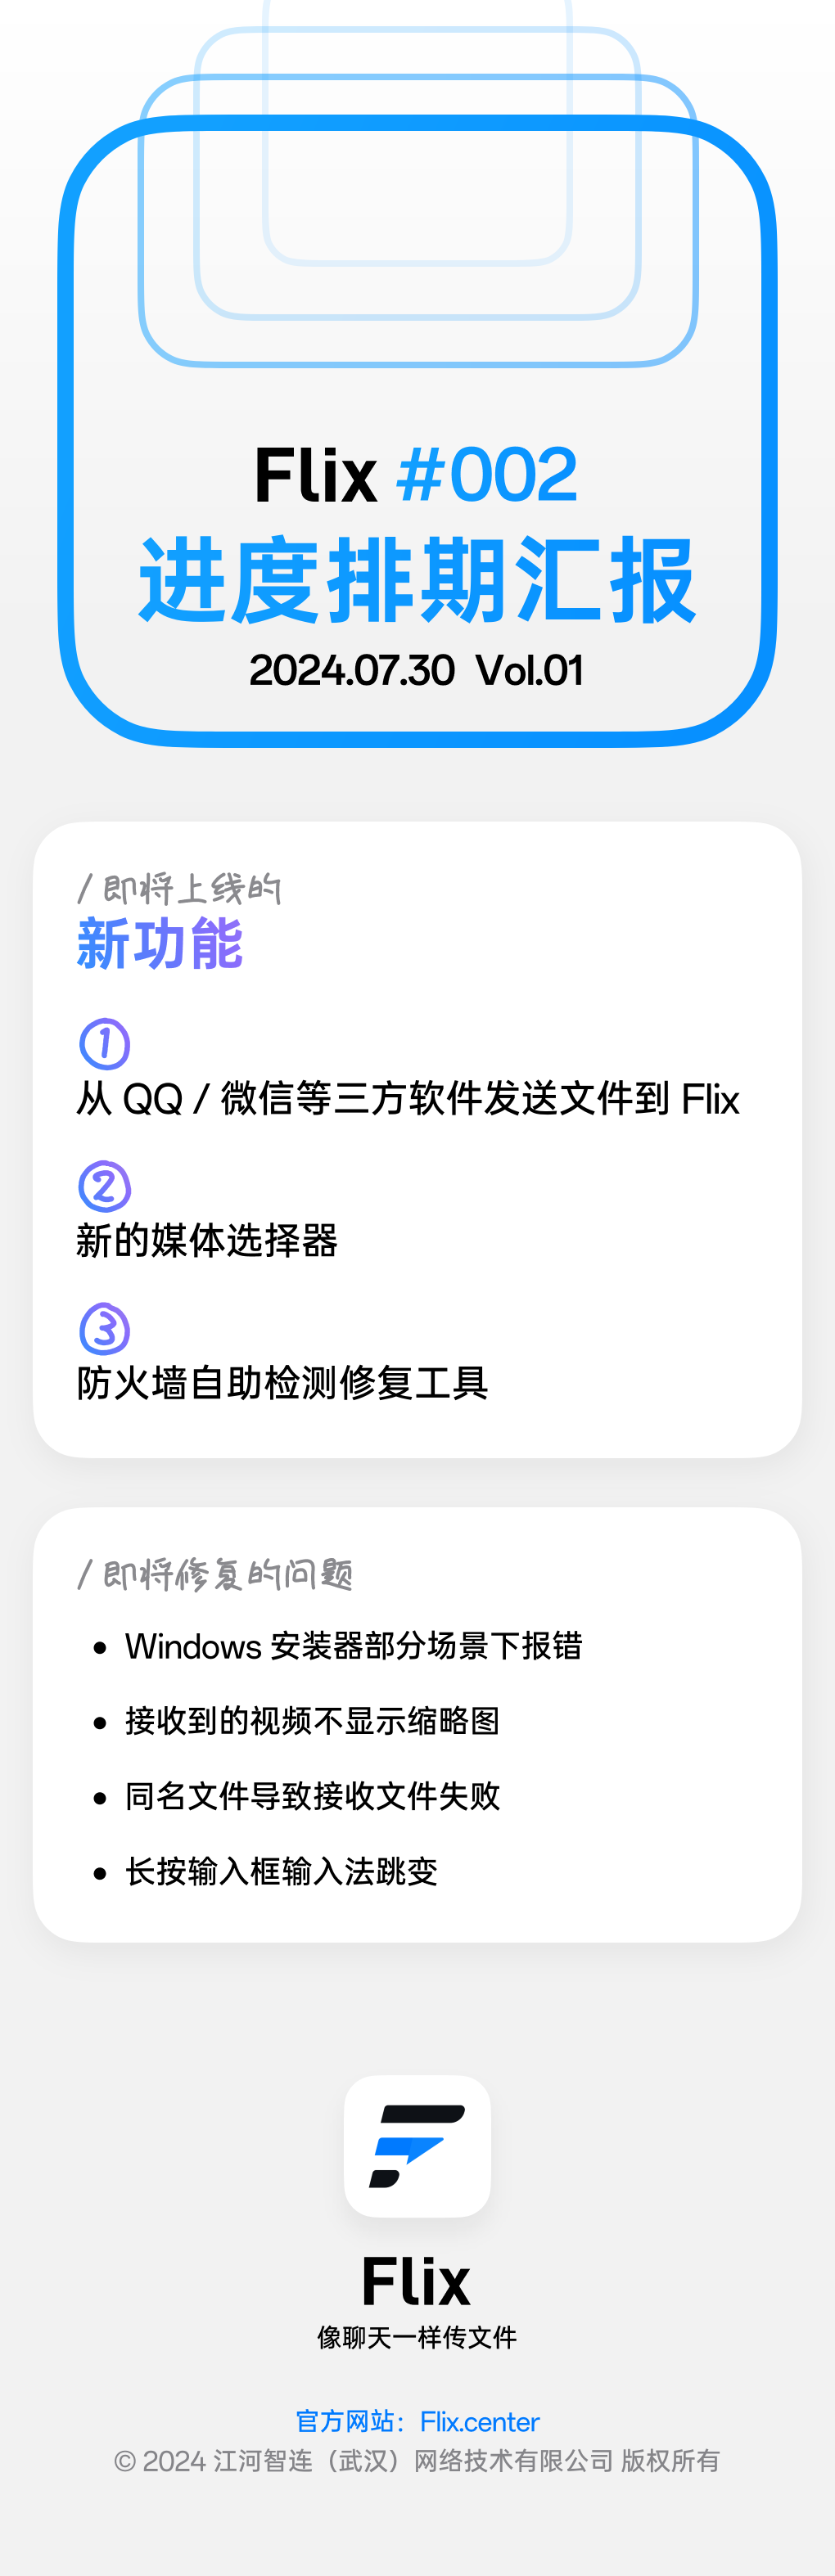 Flix #002
进度排期汇报
2024.07.30 Vol.01
/ 即将上线的
新功能
①
从 QQ / 微信等三方软件发送文件到 Flix
②
新的媒体选择器
③
防火墙自助检测修复工具
/ 即将修复的问题
• Windows 安装器部分场景下报错
• 接收到的视频不显示缩略图
• 同名文件导致接收文件失败
• 长按输入框输入法跳变
Flix
像聊天一样传文件
官方网站：Flix.center
© 2024 江河智连（武汉）网络技术有限公司 版权所有